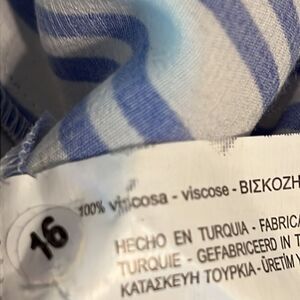 16
100% viscosa - viscose - ΒΙΣΚΟΖΗ
HECHO EN TURQUIA - FABRICA
TURQUIE - GEFABRICEERD IN T
ΚΑΤΑΣΚΕΥΗ ΤΟΥΡΚΙΑ - ÜRETİM Y